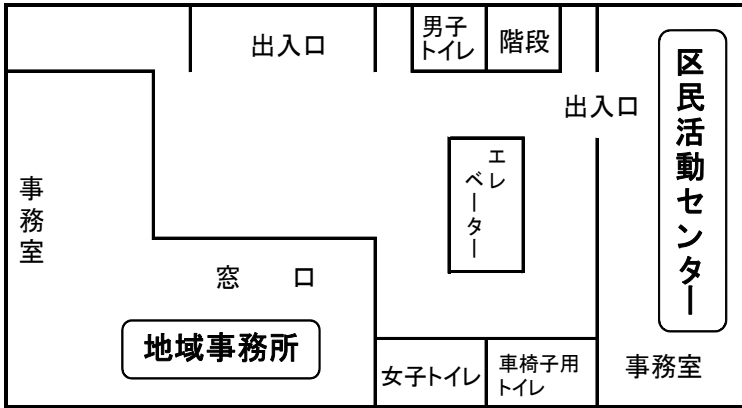 出入口
男子
トイレ
階段
区民活動センター
出入口
エレ
ベーター
事務室
窓　口
地域事務所
女子トイレ
車椅子用
トイレ
事務室